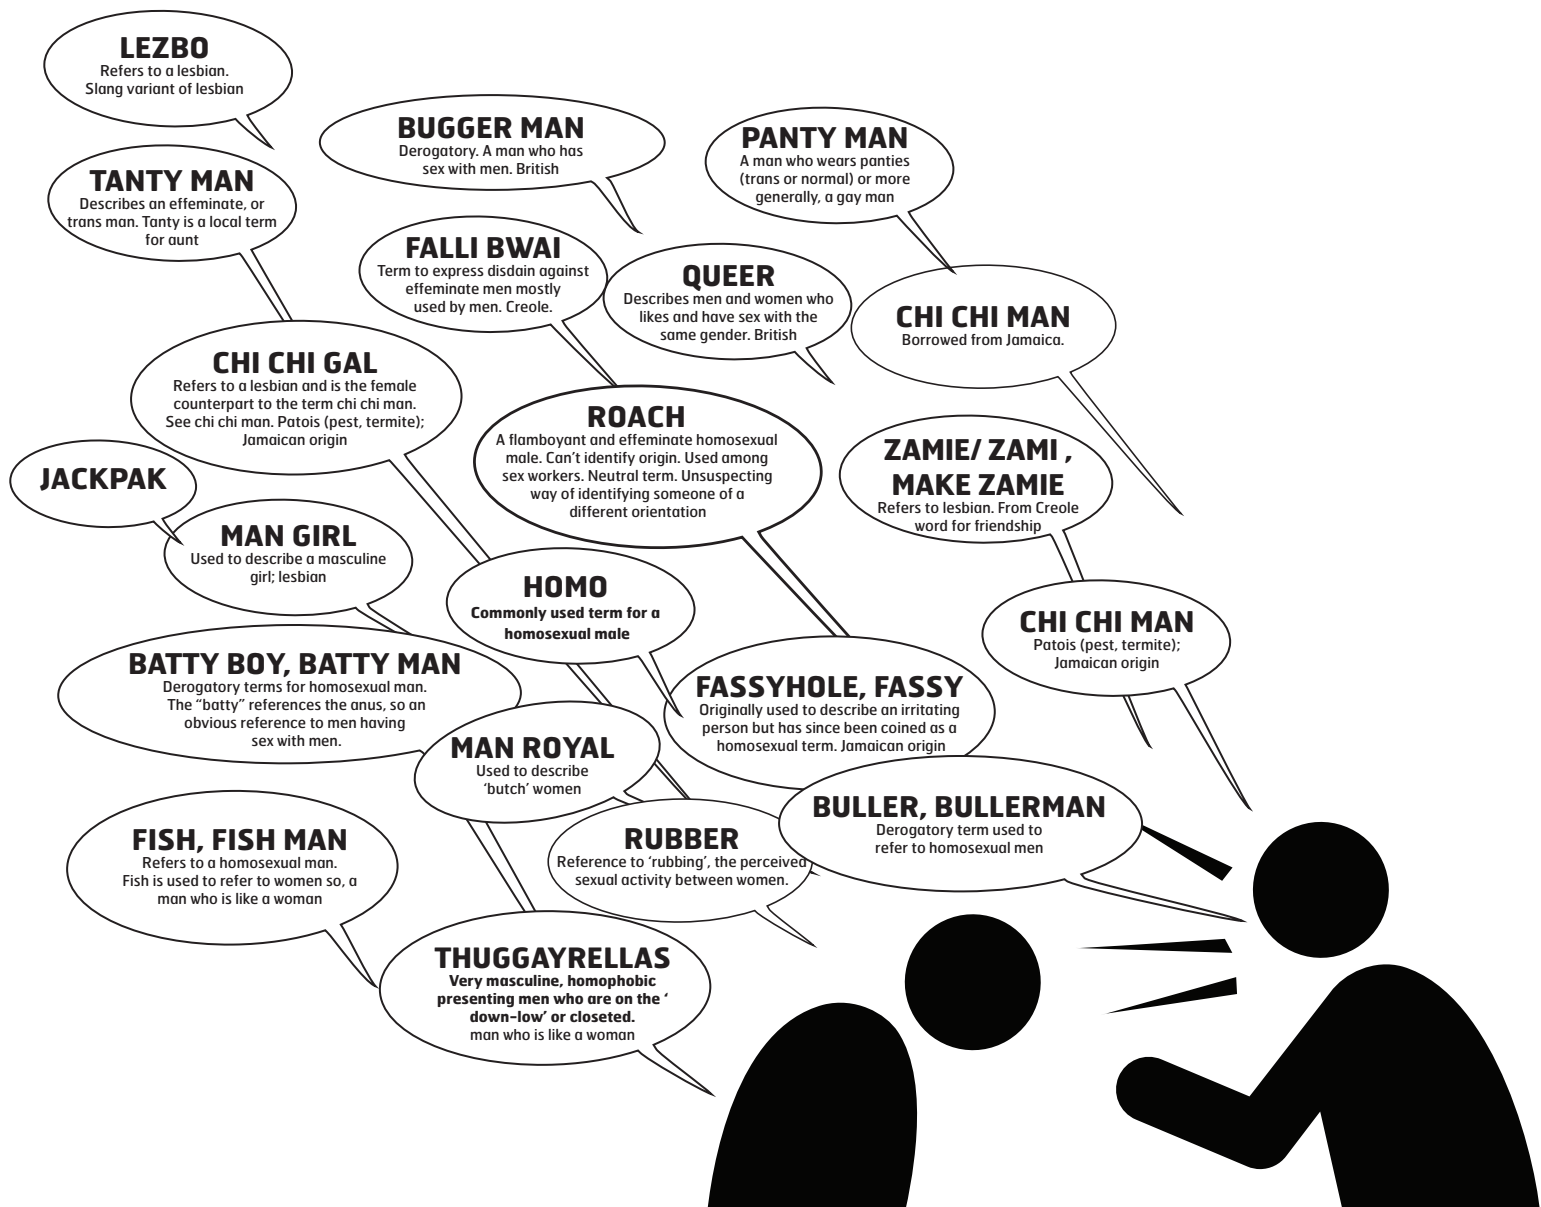 LEZBO
Refers to a lesbian.
Slang variant of lesbian
BUGGER MAN
Derogatory. A man who has
sex with men. British
PANTY MAN
A man who wears panties
(trans or normal) or more
generally, a gay man
TANTY MAN
Describes an effeminate, or
trans man. Tanty is a local term
for aunt
FALLI BWAI
Term to express disdain against
effeminate men mostly
used by men. Creole.
QUEER
Describes men and women who
likes and have sex with the
same gender. British
CHI CHI MAN
Borrowed from Jamaica.
CHI CHI GAL
Refers to a lesbian and is the female
counterpart to the term chi chi man.
See chi chi man. Patois (pest, termite);
Jamaican origin
ROACH
A flamboyant and effeminate homosexual
male. Can't identify origin. Used among
sex workers. Neutral term. Unsuspecting
way of identifying someone of a
different orientation
ZAMIE/ ZAMI ,
MAKE ZAMIE
Refers to lesbian. From Creole
word for friendship
JACKPAK
MAN GIRL
Used to describe a masculine
girl; lesbian
HOMO
Commonly used term for a
homosexual male
CHI CHI MAN
Patois (pest, termite);
Jamaican origin
BATTY BOY, BATTY MAN
Derogatory terms for homosexual man.
The “batty” references the anus, so an
obvious reference to men having
sex with men.
FASSYHOLE, FASSY
Originally used to describe an irritating
person but has since been coined as a
homosexual term. Jamaican origin
MAN ROYAL
Used to describe
‘butch’ women
BULLER, BULLERMAN
Derogatory term used to
refer to homosexual men
FISH, FISH MAN
Refers to a homosexual man.
Fish is used to refer to women so, a
man who is like a woman
RUBBER
Reference to ‘rubbing’, the perceived
sexual activity between women.
THUGGAYRELLAS
Very masculine, homophobic
presenting men who are on the ‘
down-low’ or closeted.
man who is like a woman